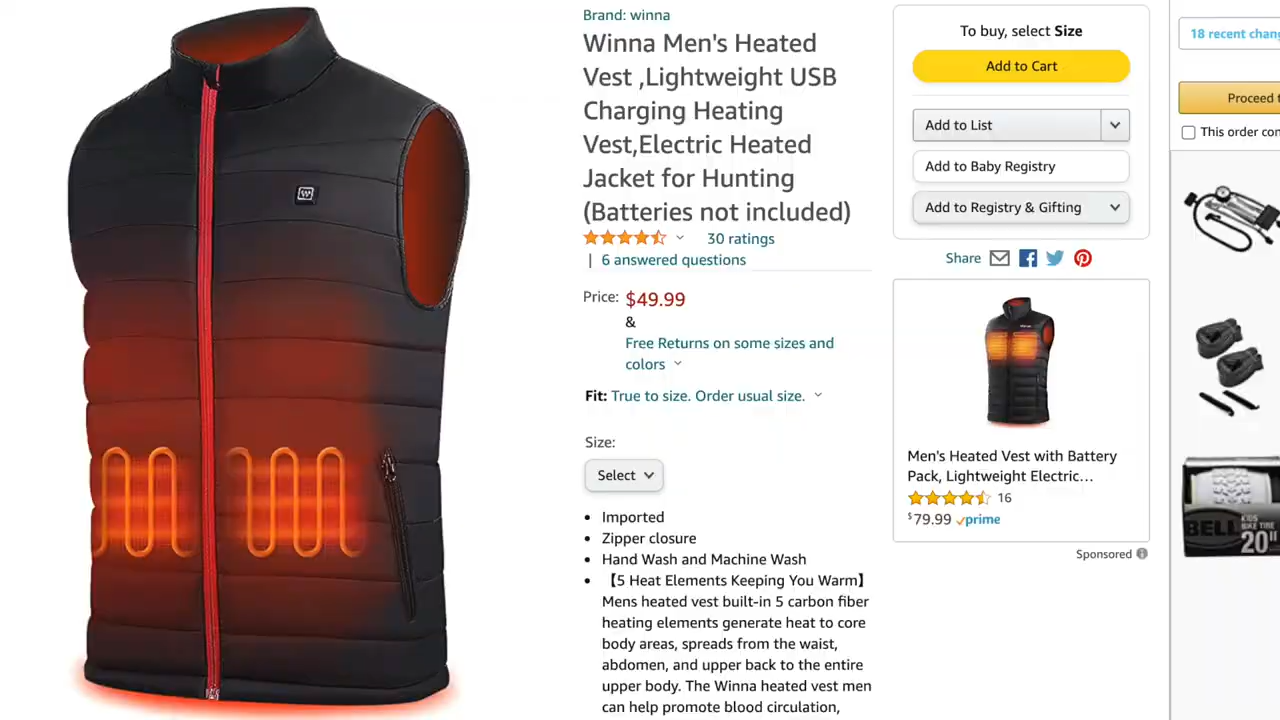 Brand: winna
Winna Men's Heated
Vest ,Lightweight USB
Charging Heating
Vest,Electric Heated
Jacket for Hunting
(Batteries not included)
30 ratings
| 6 answered questions
Price: $49.99
&
Free Returns on some sizes and
colors
Fit: True to size. Order usual size.
Size:
Select
• Imported
• Zipper closure
• Hand Wash and Machine Wash
• 【5 Heat Elements Keeping You Warm】
Mens heated vest built-in 5 carbon fiber
heating elements generate heat to core
body areas, spreads from the waist,
abdomen, and upper back to the entire
upper body. The Winna heated vest men
can help promote blood circulation,
To buy, select Size
Add to Cart
Add to List
Add to Baby Registry
Add to Registry & Gifting
Share
Men's Heated Vest with Battery
Pack, Lightweight Electric…
16
$79.99 prime
Sponsored
18 recent
Proceed
This order
BELL
KIDS
BIKE TIRE
20"